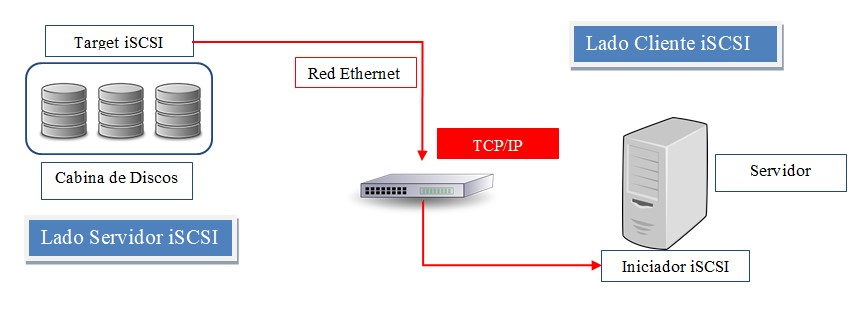 Target iSCSI
Lado Cliente iSCSI
Red Ethernet
TCP/IP
Cabina de Discos
Servidor
Lado Servidor iSCSI
Iniciador iSCSI